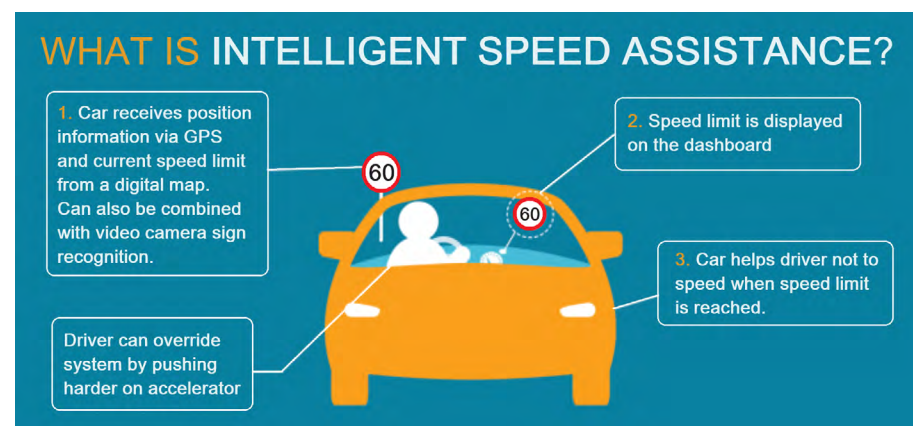 WHAT IS INTELLIGENT SPEED ASSISTANCE?
1. Car receives position
information via GPS
and current speed limit
from a digital map.
Can also be combined
with video camera sign
recognition.
60
2. Speed limit is displayed
on the dashboard
60
3. Car helps driver not to
speed when speed limit
is reached.
Driver can override
system by pushing
harder on accelerator